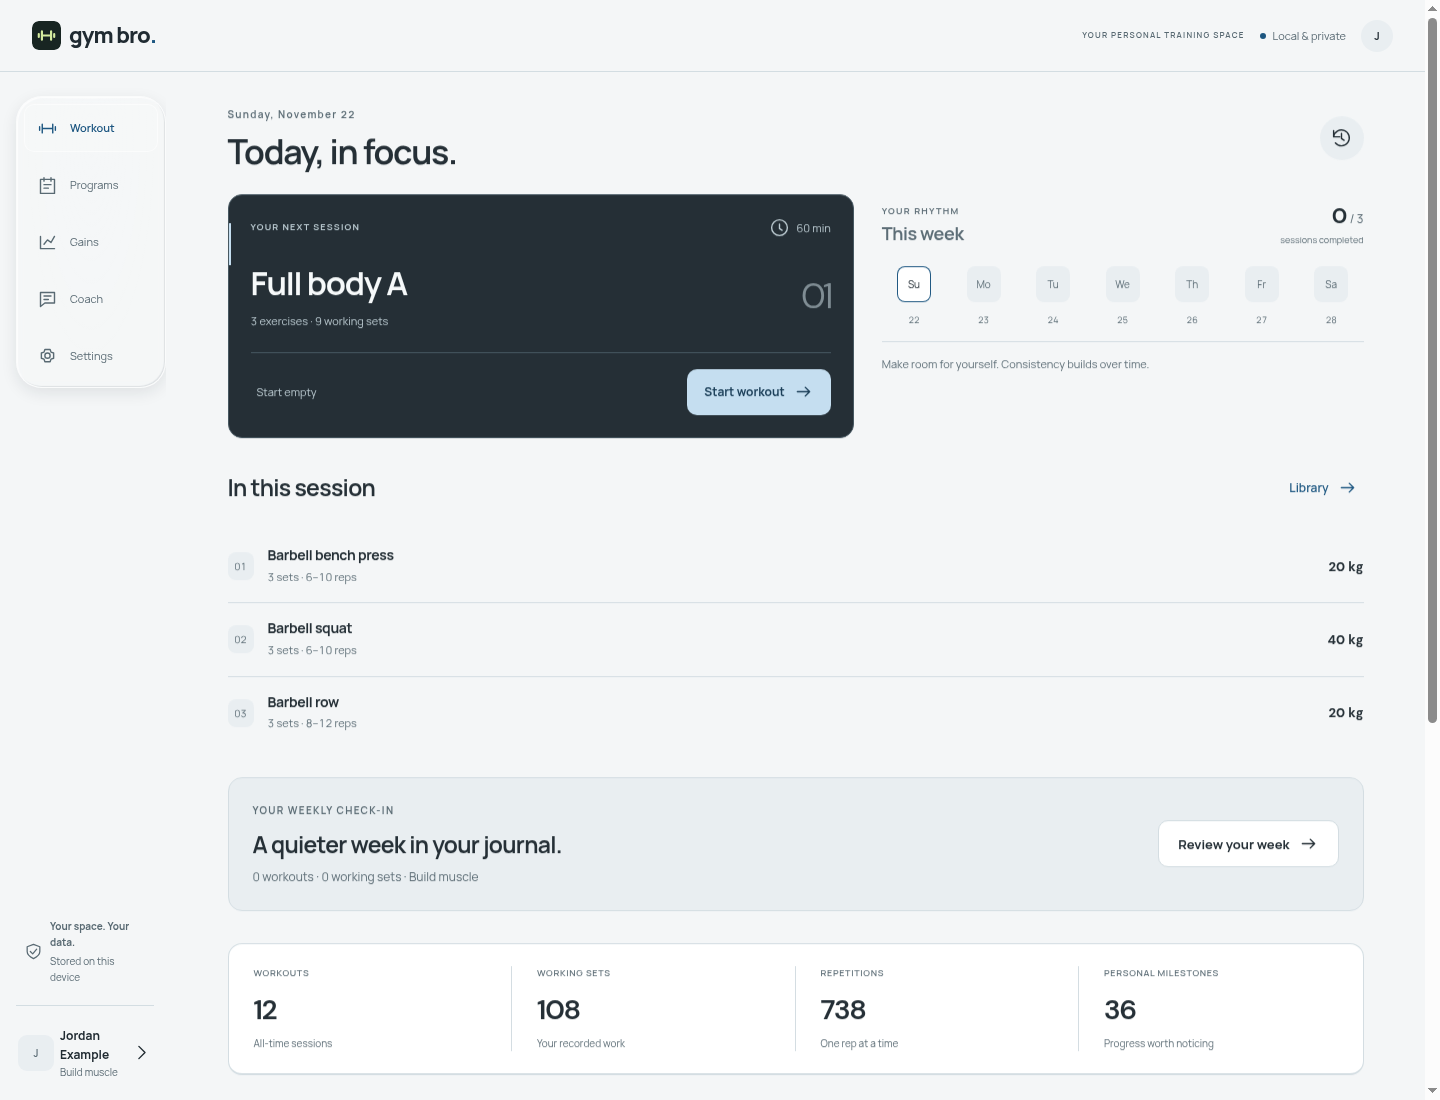 gym bro.
YOUR PERSONAL TRAINING SPACE
Local & private
J
Workout
Programs
Gains
Coach
Settings
Your space. Your
data.
Stored on this
device
J
Jordan
Example
Build muscle
Sunday, November 22
Today, in focus.
YOUR NEXT SESSION
60 min
Full body A
01
3 exercises · 9 working sets
Start empty
Start workout
YOUR RHYTHM
This week
0 / 3
sessions completed
Su Mo Tu We Th Fr Sa
22 23 24 25 26 27 28
Make room for yourself. Consistency builds over time.
In this session
Library
01
Barbell bench press
3 sets · 6–10 reps
20 kg
02
Barbell squat
3 sets · 6–10 reps
40 kg
03
Barbell row
3 sets · 8–12 reps
20 kg
YOUR WEEKLY CHECK-IN
A quieter week in your journal.
0 workouts · 0 working sets · Build muscle
Review your week
WORKOUTS
12
All-time sessions
WORKING SETS
108
Your recorded work
REPETITIONS
738
One rep at a time
PERSONAL MILESTONES
36
Progress worth noticing